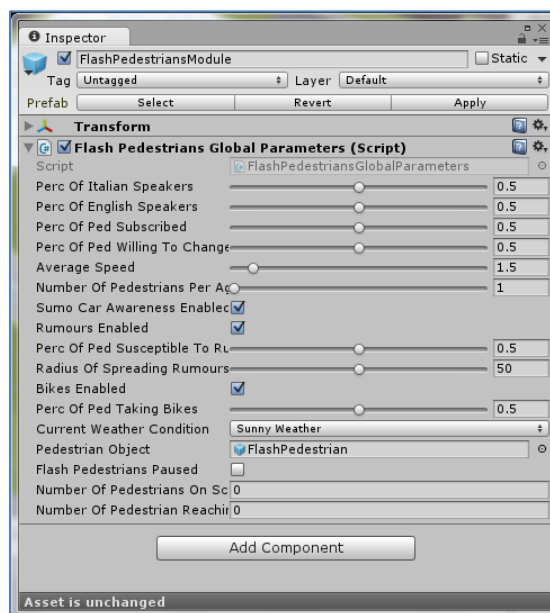 Inspector
FlashPedestriansModule Static
Tag Untagged Layer Default
Prefab Select Revert Apply
Transform
Flash Pedestrians Global Parameters (Script)
Script FlashPedestriansGlobalParameters
Perc Of Italian Speakers 0.5
Perc Of English Speakers 0.5
Perc Of Ped Subscribed 0.5
Perc Of Ped Willing To Change 0.5
Average Speed 1.5
Number Of Pedestrians Per Ag 1
Sumo Car Awareness Enabled
Rumours Enabled
Perc Of Ped Susceptible To Ru 0.5
Radius Of Spreading Rumours 50
Bikes Enabled
Perc Of Ped Taking Bikes 0.5
Current Weather Condition Sunny Weather
Pedestrian Object FlashPedestrian
Flash Pedestrians Paused
Number Of Pedestrians On Sc 0
Number Of Pedestrian Reachin 0
Add Component
Asset is unchanged